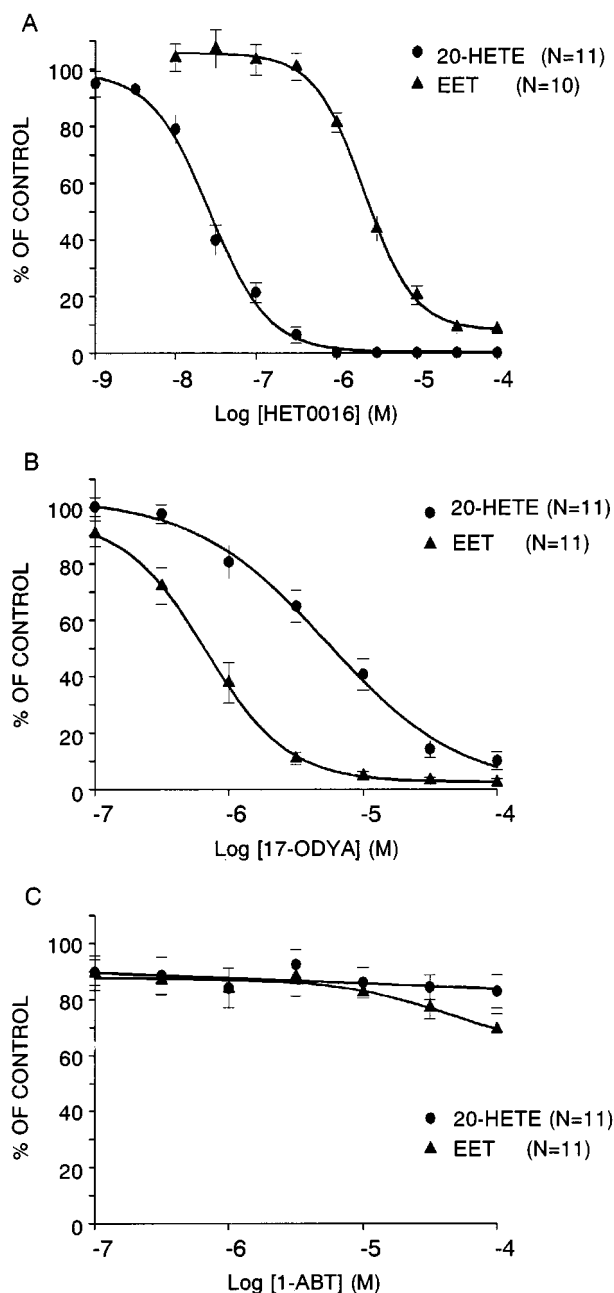 A
20-HETE (N=11)
EET (N=10)
% OF CONTROL
100
80
60
40
20
0
-9
-8
-7
-6
-5
-4
Log [HET0016] (M)
B
20-HETE (N=11)
EET (N=11)
% OF CONTROL
100
80
60
40
20
0
-7
-6
-5
-4
Log [17-ODYA] (M)
C
% OF CONTROL
100
80
60
40
20
0
20-HETE (N=11)
EET (N=11)
-7
-6
-5
-4
Log [1-ABT] (M)